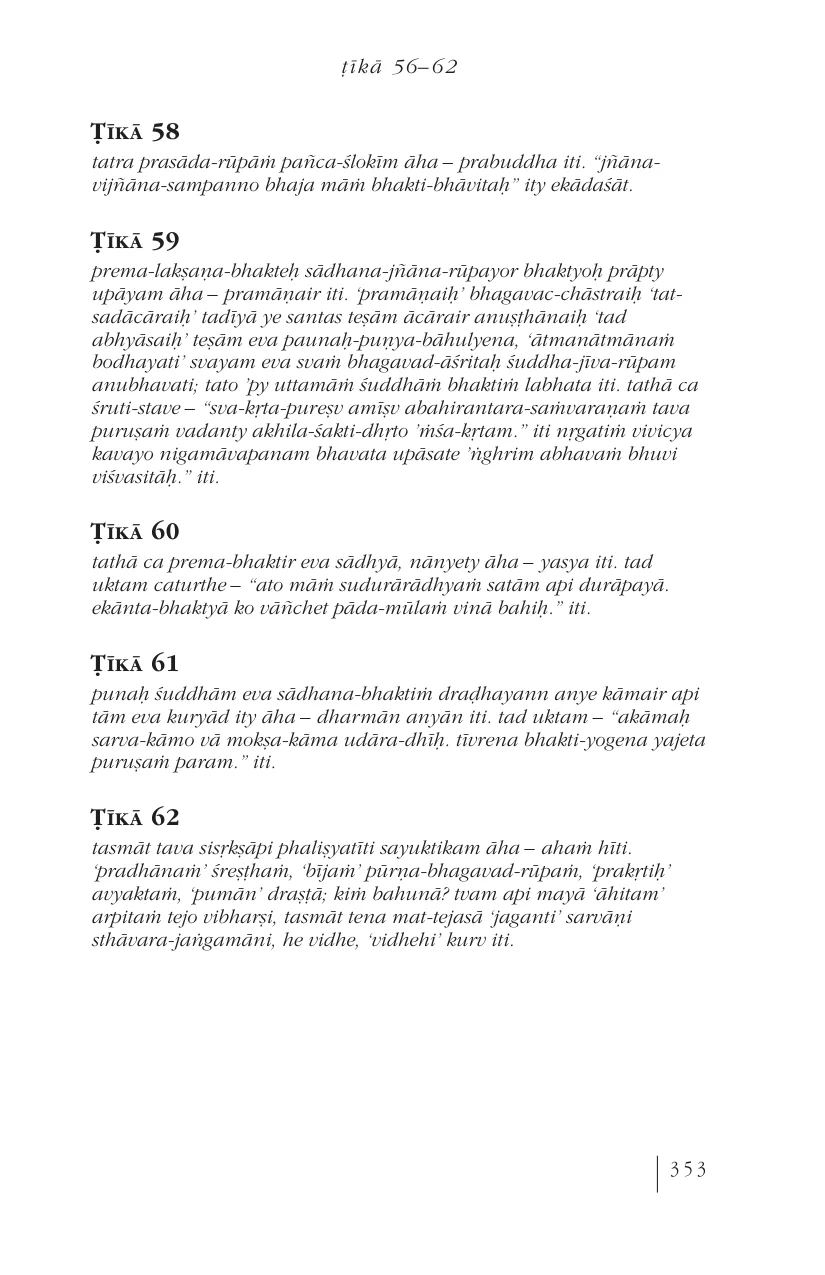 ṭīkā 56–62
Ṭīkā 58
tatra prasāda-rūpāṁ pañca-ślokīm āha – prabuddha iti. “jñāna-
vijñāna-sampanno bhaja māṁ bhakti-bhāvitaḥ” ity ekādaśāt.
Ṭīkā 59
prema-lakṣaṇa-bhakteḥ sādhana-jñāna-rūpayor bhaktyoḥ prāpty
upāyam āha – pramāṇair iti. ‘pramāṇaiḥ’ bhagavac-chāstraiḥ ‘tat-
sadācāraiḥ’ tadīyā ye santas teṣām ācārair anuṣṭhānaiḥ ‘tad
abhyāsaiḥ’ teṣām eva paunaḥ-puṇya-bāhulyena, ‘ātmanātmānaṁ
bodhayati’ svayam eva svaṁ bhagavad-āśritaḥ śuddha-jīva-rūpam
anubhavati; tato ’py uttamāṁ śuddhāṁ bhaktiṁ labhata iti. tathā ca
śruti-stave – “sva-kṛta-pureṣv amīṣv abahirantara-saṁvaraṇaṁ tava
puruṣaṁ vadanty akhila-śakti-dhṛto ’ṁśa-kṛtam.” iti nṛgatiṁ vivicya
kavayo nigamāvapanam bhavata upāsate ’ṅghrim abhavaṁ bhuvi
viśvasitāḥ.” iti.
Ṭīkā 60
tathā ca prema-bhaktir eva sādhyā, nānyety āha – yasya iti. tad
uktam caturthe – “ato māṁ sudurārādhyaṁ satām api durāpayā.
ekānta-bhaktyā ko vāñchet pāda-mūlaṁ vinā bahiḥ.” iti.
Ṭīkā 61
punaḥ śuddhām eva sādhana-bhaktiṁ draḍhayann anye kāmair api
tām eva kuryād ity āha – dharmān anyān iti. tad uktam – “akāmaḥ
sarva-kāmo vā mokṣa-kāma udāra-dhīḥ. tīvrena bhakti-yogena yajeta
puruṣaṁ param.” iti.
Ṭīkā 62
tasmāt tava sisṛkṣāpi phaliṣyatīti sayuktikam āha – ahaṁ hīti.
‘pradhānaṁ’ śreṣṭhaṁ, ‘bījaṁ’ pūrṇa-bhagavad-rūpaṁ, ‘prakṛtiḥ’
avyaktaṁ, ‘pumān’ draṣṭā; kiṁ bahunā? tvam api mayā ‘āhitam’
arpitaṁ tejo vibharṣi, tasmāt tena mat-tejasā ‘jaganti’ sarvāṇi
sthāvara-jaṅgamāni, he vidhe, ‘vidhehi’ kurv iti.
353